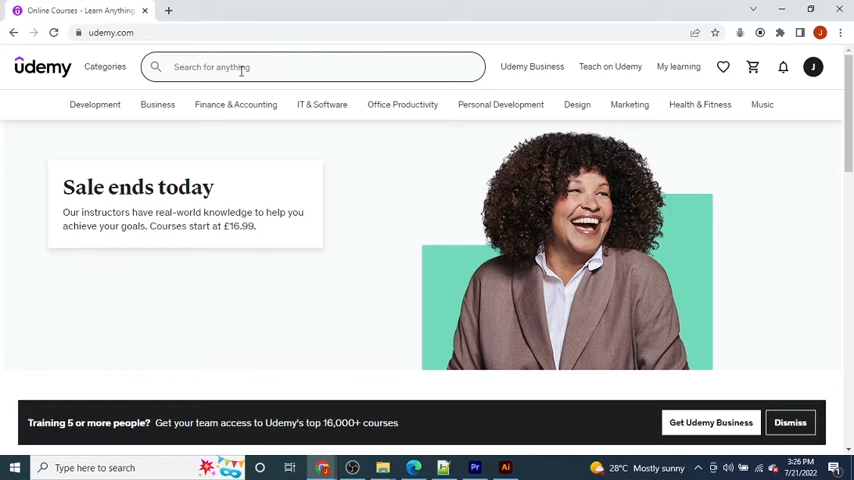 Online Courses - Learn Anything,
udemy.com
J
ûdemy
Categories
Search for anything
Udemy Business
Teach on Udemy
My learning
J
Development
Business
Finance & Accounting
IT & Software
Office Productivity
Personal Development
Design
Marketing
Health & Fitness
Music
Sale ends today
Our instructors have real-world knowledge to help you
achieve your goals. Courses start at £16.99.
Training 5 or more people? Get your team access to Udemy's top 16,000+ courses
Get Udemy Business
Dismiss
Type here to search
Pr
Ai
28°C Mostly sunny
3:26 PM
7/21/2022
1